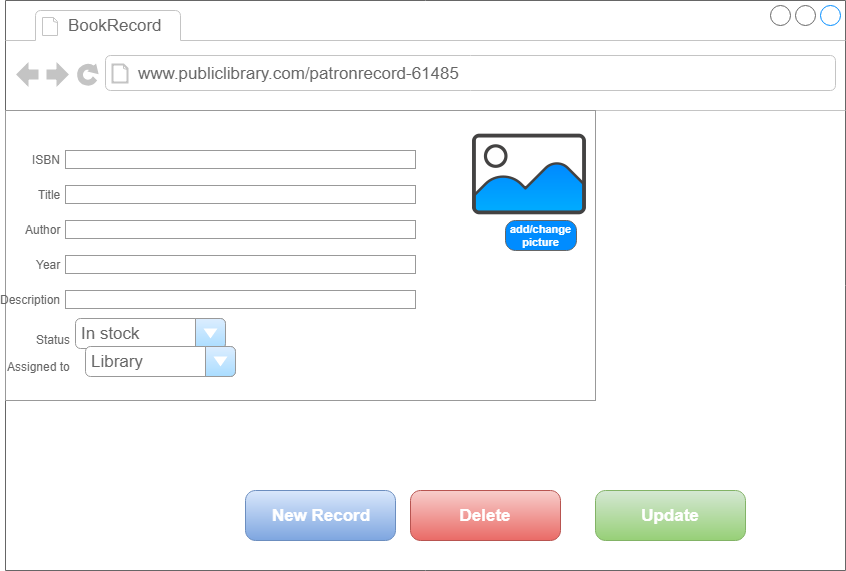 BookRecord
www.publiclibrary.com/patronrecord-61485
ISBN
Title
Author
Year
Description
Status In stock
Assigned to Library
add/change
picture
New Record Delete Update